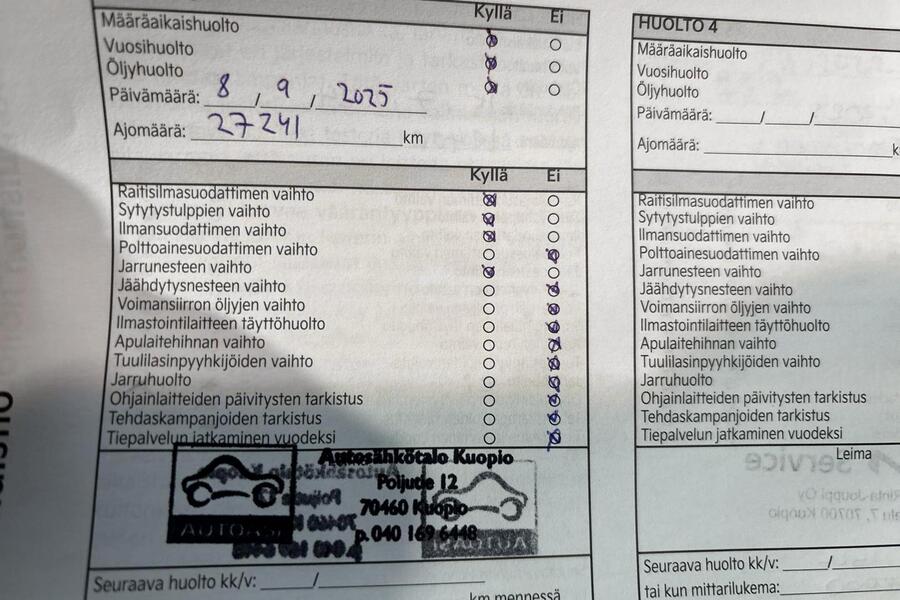 Kyllä Ei
Määräaikaishuolto
Vuosihuolto
Öljyhuolto
Päivämäärä: 8 / 9 / 2025
Ajomäärä: 27241 km
Kyllä Ei
Raitisilmasuodattimen vaihto
Sytytystulppien vaihto
Ilmansuodattimen vaihto
Polttoainesuodattimen vaihto
Jarrunesteen vaihto
Jäähdytysnesteen vaihto
Voimansiirron öljyjen vaihto
Ilmastointilaitteen täyttöhuolto
Apulaitehihnan vaihto
Tuulilasinpyyhkijöiden vaihto
Jarruhuolto
Ohjainlaitteiden päivitysten tarkistus
Tehdaskampanjoiden tarkistus
Tiepalvelun jatkaminen vuodeksi
Autosähkötalo Kuopio
Poljutie 12
70460 Kuopio
p. 040 169 6448
Seuraava huolto kk/v: /
km mennessä
HUOLTO 4
Määräaikaishuolto
Vuosihuolto
Öljyhuolto
Päivämäärä: / /
Ajomäärä:
Raitisilmasuodattimen vaihto
Sytytystulppien vaihto
Ilmansuodattimen vaihto
Polttoainesuodattimen vaihto
Jarrunesteen vaihto
Jäähdytysnesteen vaihto
Voimansiirron öljyjen vaihto
Ilmastointilaitteen täyttöhuolto
Apulaitehihnan vaihto
Tuulilasinpyyhkijöiden vaihto
Jarruhuolto
Ohjainlaitteiden päivitysten tarkistus
Tehdaskampanjoiden tarkistus
Tiepalvelun jatkaminen vuodeksi
Leima
Seuraava huolto kk/v: /
tai kun mittarilukema: